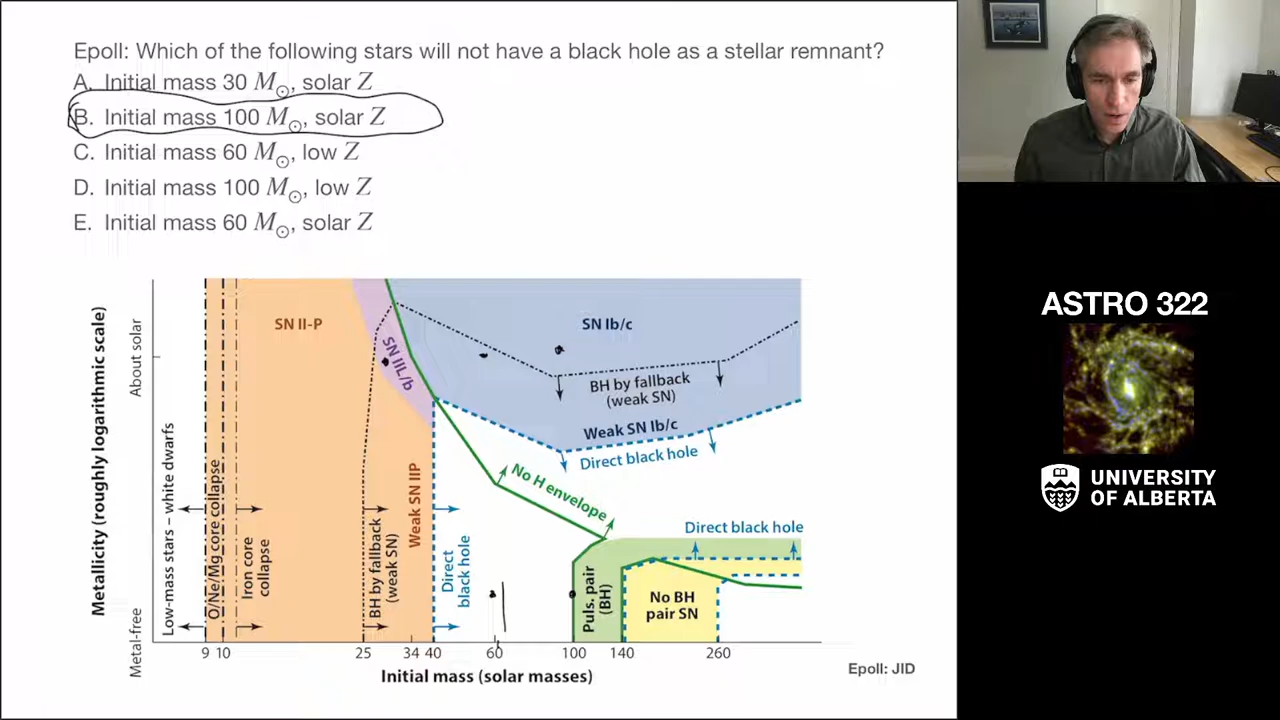 Epoll: Which of the following stars will not have a black hole as a stellar remnant?
A. Initial mass 30 M⊙, solar Z
B. Initial mass 100 M⊙, solar Z
C. Initial mass 60 M⊙, low Z
D. Initial mass 100 M⊙, low Z
E. Initial mass 60 M⊙, solar Z
Metallicity (roughly logarithmic scale)
About solar
Metal-free
SN II-P
SN IIL/b
SN Ib/c
BH by fallback
(weak SN)
Weak SN Ib/c
Direct black hole
No H envelope
Low-mass stars – white dwarfs
O/Ne/Mg core collapse
Iron core
collapse
BH by fallback
(weak SN)
Weak SN IIP
Direct
black hole
Puls. pair
(BH)
Direct black hole
No BH
pair SN
9 10 25 34 40 60 100 140 260
Initial mass (solar masses)
Epoll: JID
ASTRO 322
UNIVERSITY
OF ALBERTA